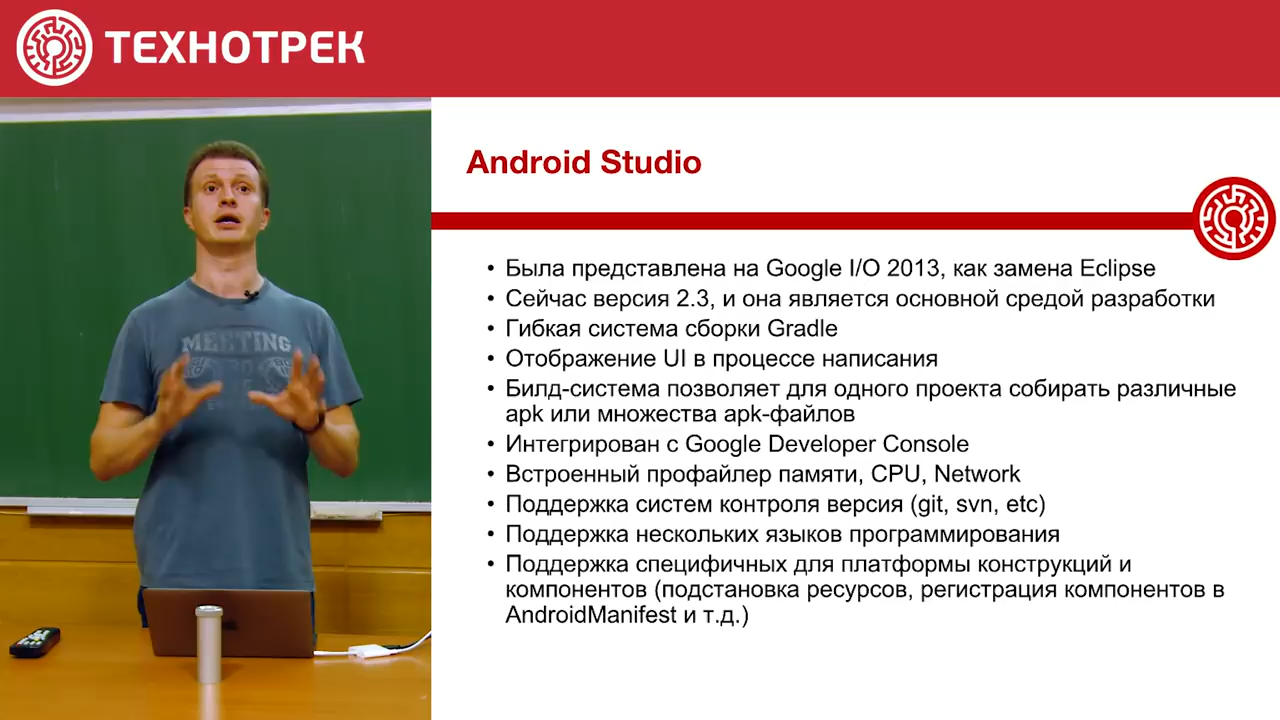 ТЕХНОТРЕК
Android Studio
• Была представлена на Google I/O 2013, как замена Eclipse
• Сейчас версия 2.3, и она является основной средой разработки
• Гибкая система сборки Gradle
• Отображение UI в процессе написания
• Билд-система позволяет для одного проекта собирать различные
apk или множества apk-файлов
• Интегрирован с Google Developer Console
• Встроенный профайлер памяти, CPU, Network
• Поддержка систем контроля версия (git, svn, etc)
• Поддержка нескольких языков программирования
• Поддержка специфичных для платформы конструкций и
компонентов (подстановка ресурсов, регистрация компонентов в
AndroidManifest и т.д.)
MEETING